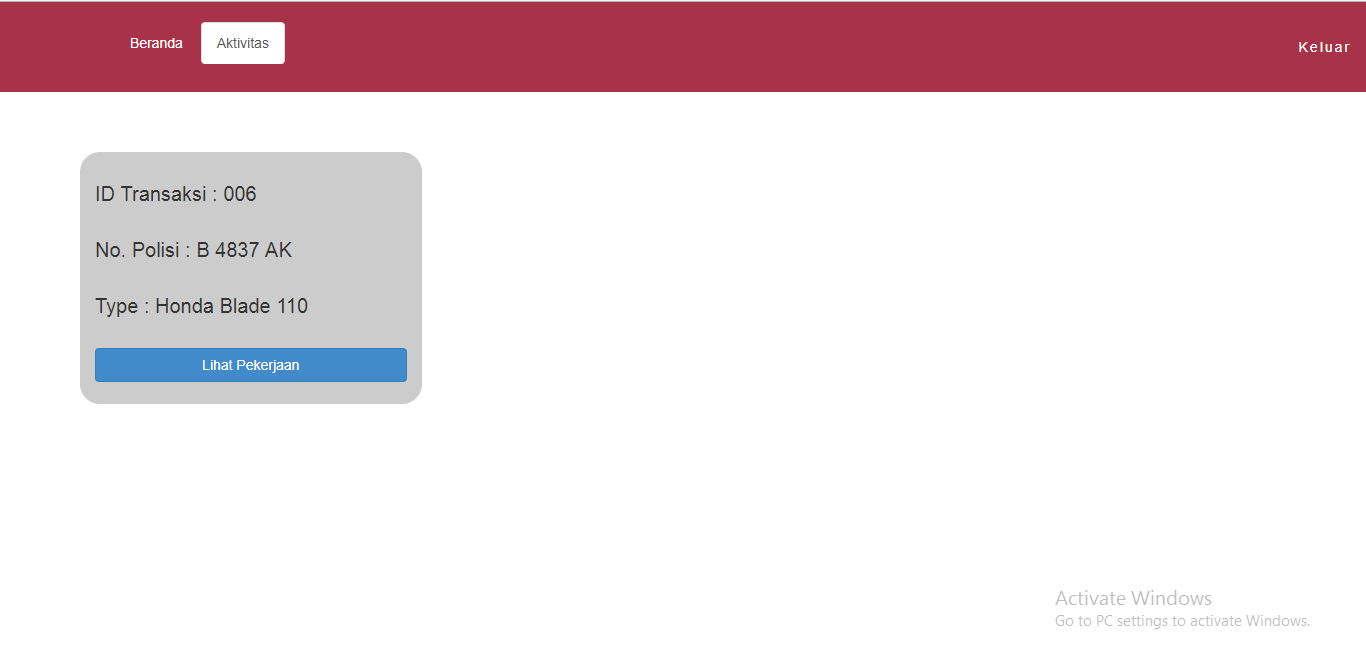 Beranda Aktivitas Keluar
ID Transaksi : 006
No. Polisi : B 4837 AK
Type : Honda Blade 110
Lihat Pekerjaan
Activate Windows
Go to PC settings to activate Windows.